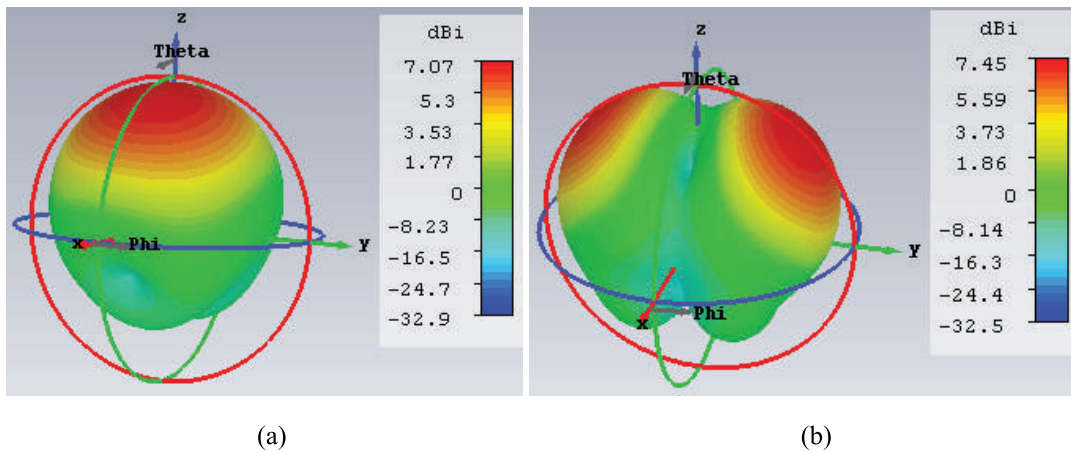 z
Theta
x
Phi
y
dBi
7.07
5.3
3.53
1.77
0
-8.23
-16.5
-24.7
-32.9
(a)
z
Theta
x
Phi
y
dBi
7.45
5.59
3.73
1.86
0
-8.14
-16.3
-24.4
-32.5
(b)